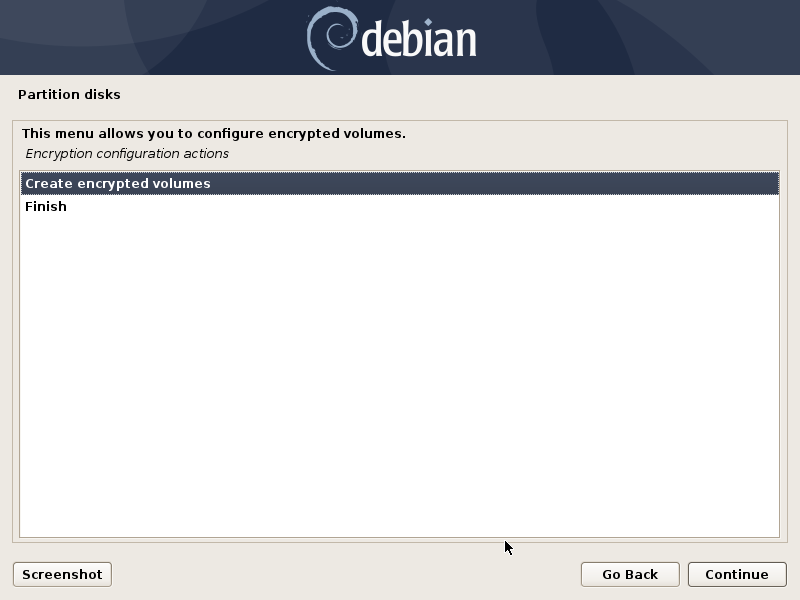 debian
Partition disks
This menu allows you to configure encrypted volumes.
Encryption configuration actions
Create encrypted volumes
Finish
Screenshot
Go Back
Continue